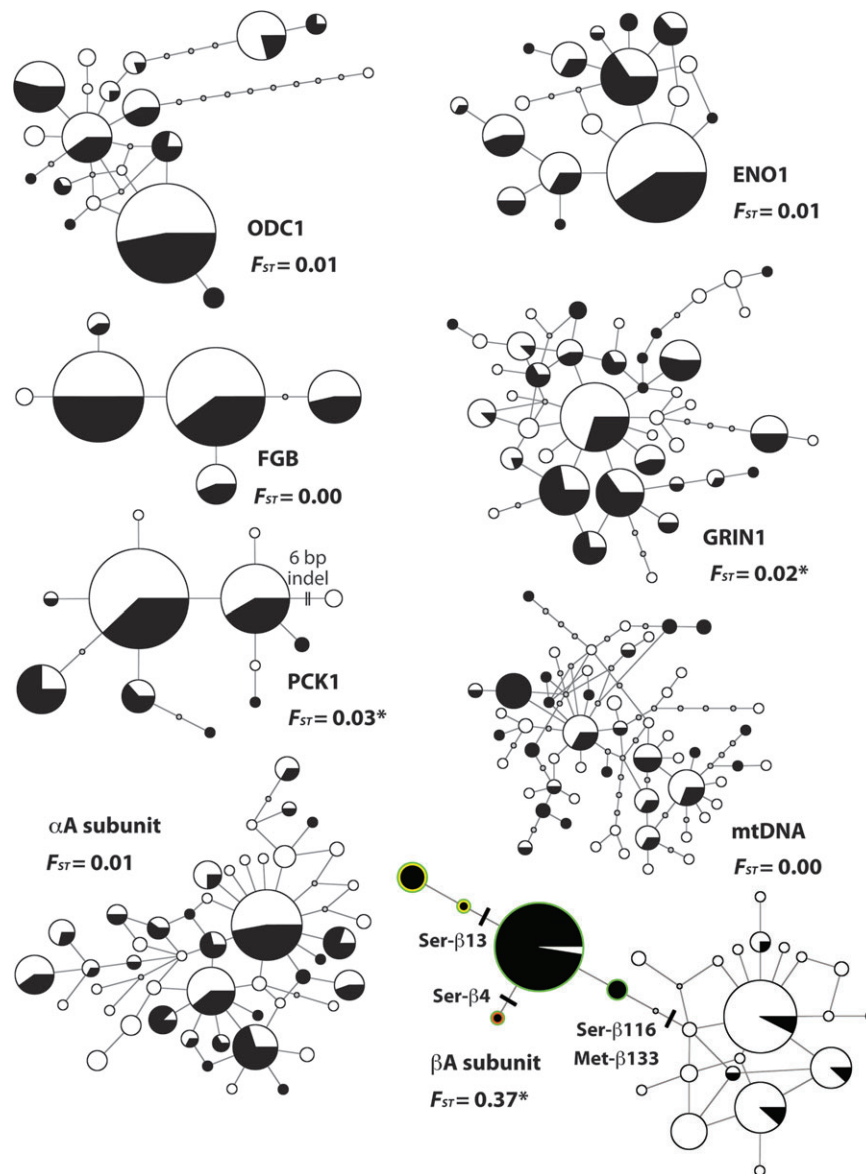 ODC1
FST = 0.01
ENO1
FST = 0.01
FGB
FST = 0.00
GRIN1
FST = 0.02*
6 bp
indel
PCK1
FST = 0.03*
αA subunit
FST = 0.01
mtDNA
FST = 0.00
Ser-β13
Ser-β4
βA subunit
FST = 0.37*
Ser-β116
Met-β133